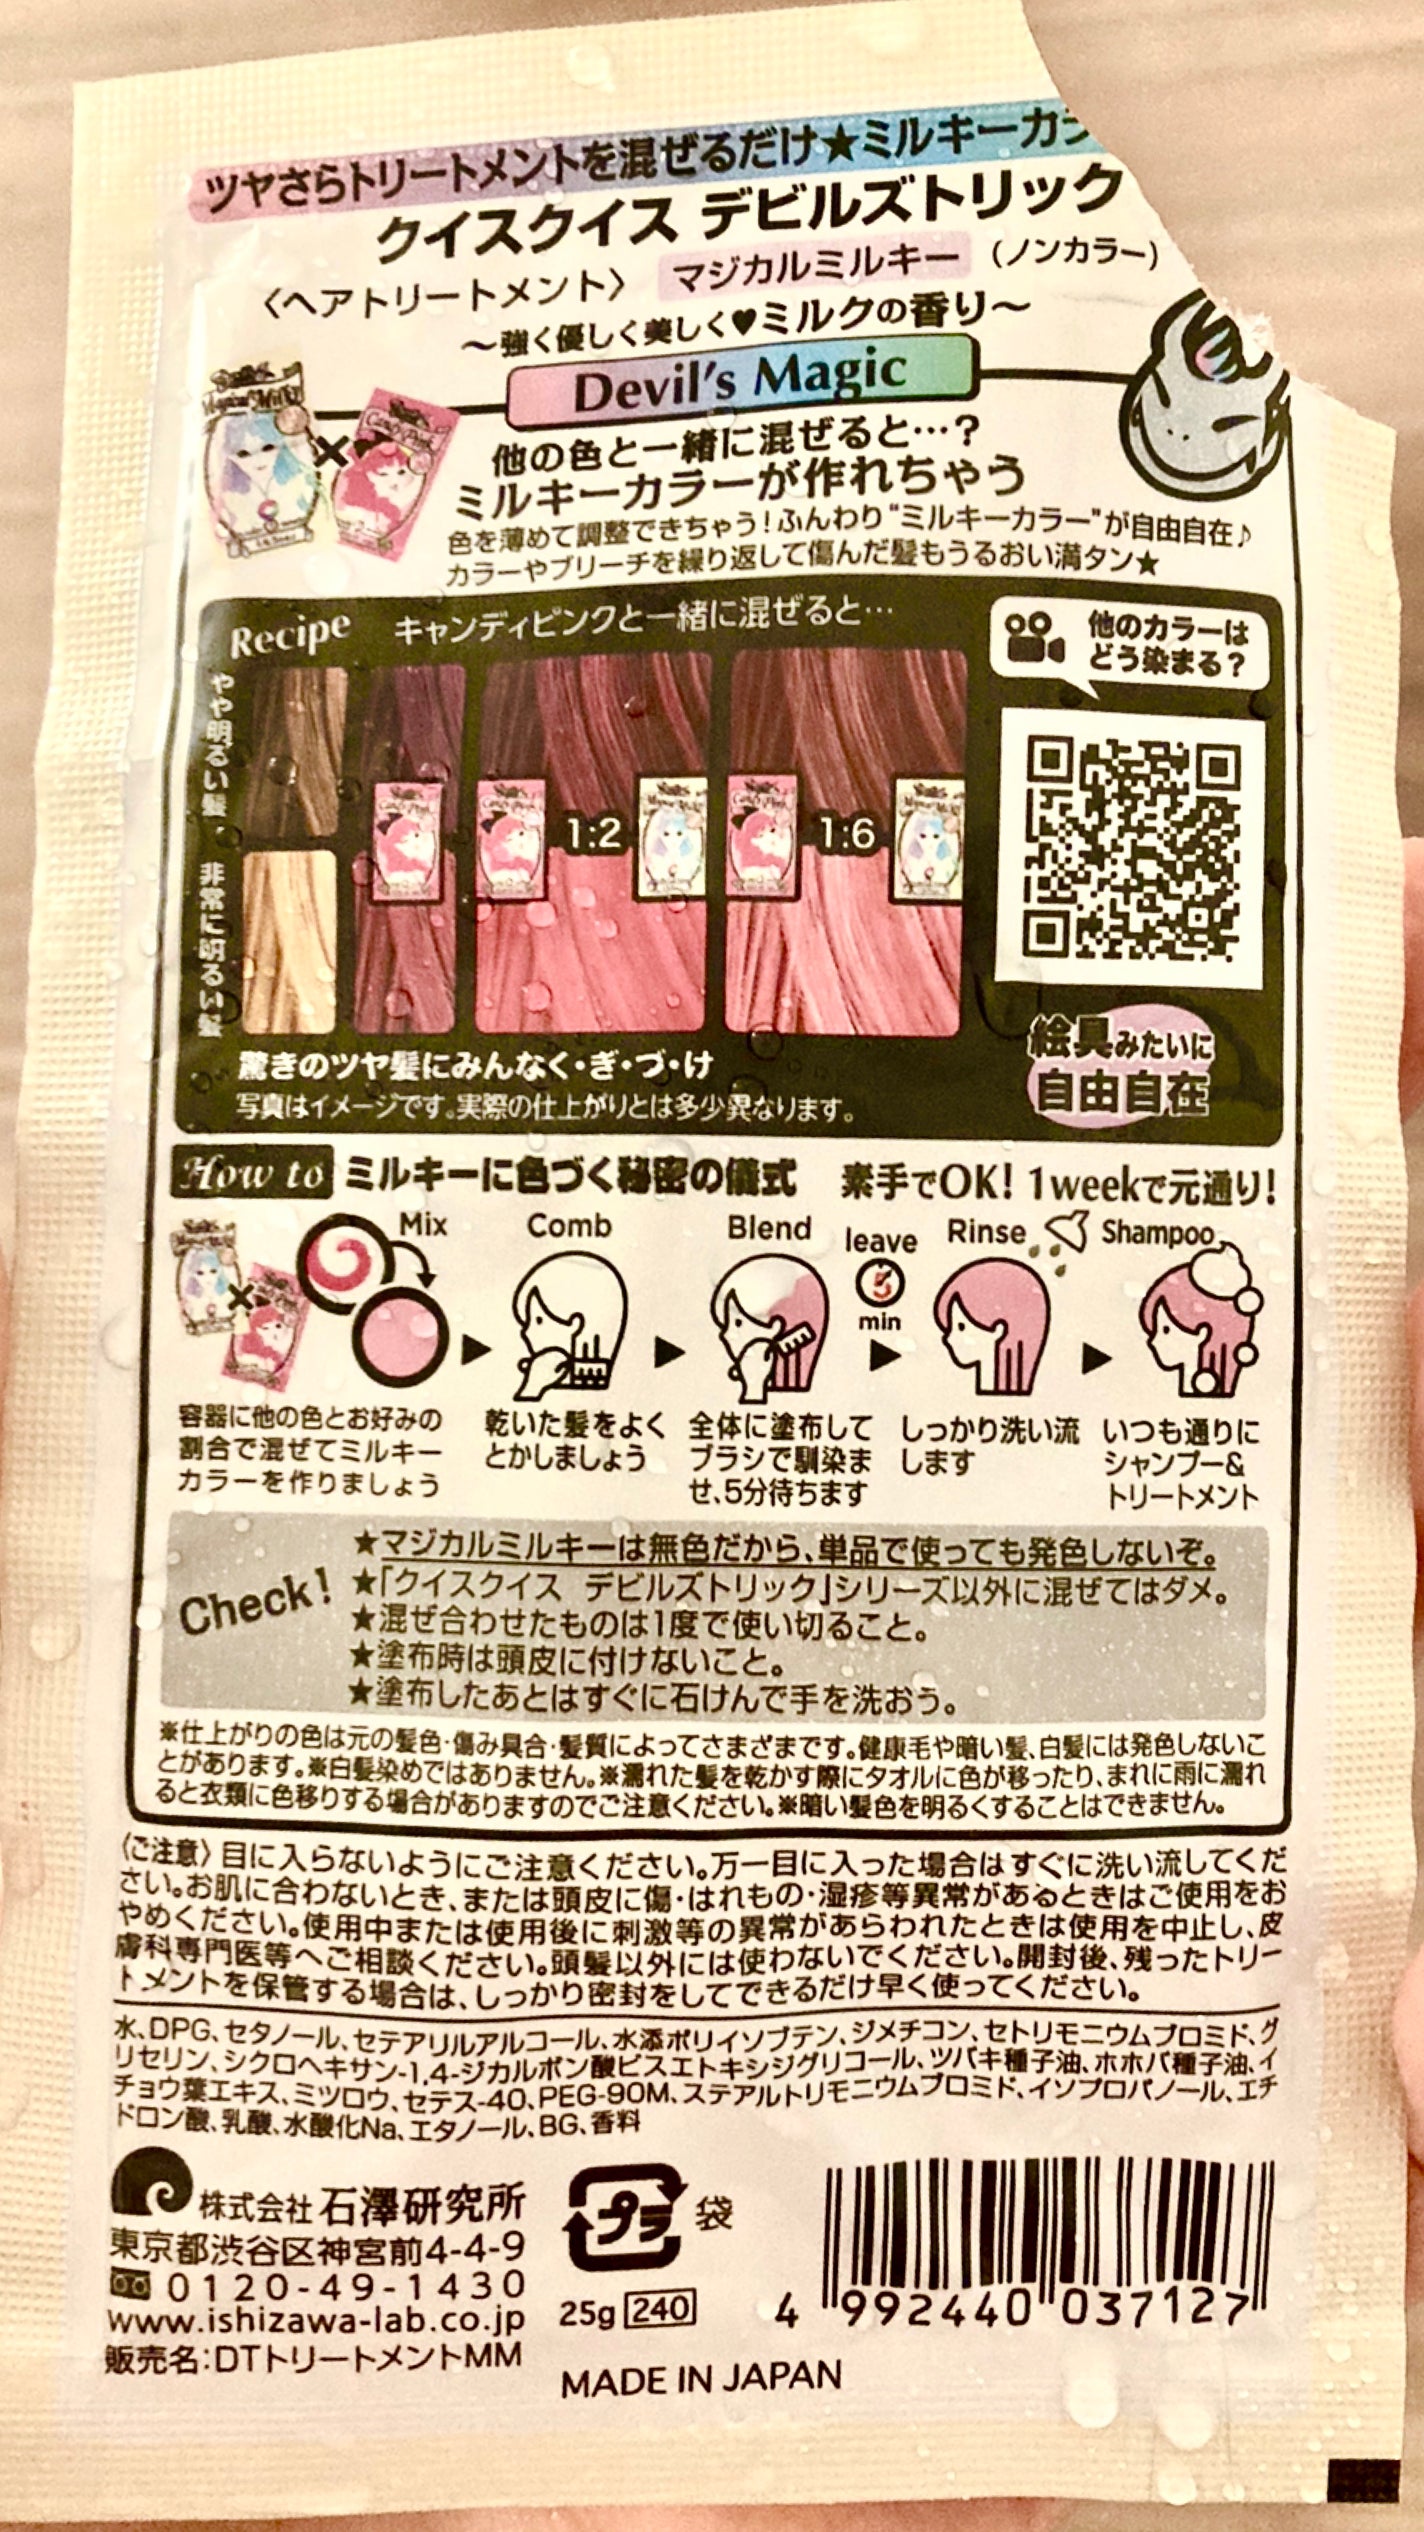 ツヤさらトリートメントを混ぜるだけ★ミルキーカラ
クイスクイス デビルズトリック
〈ヘアトリートメント〉 マジカルミルキー (ノンカラー)
～強く優しく美しく♥ミルクの香り～
Devil's Magic
×
他の色と一緒に混ぜると…?
ミルキーカラーが作れちゃう
色を薄めて調整できちゃう!ふんわり"ミルキーカラー"が自由自在♪
カラーやブリーチを繰り返して傷んだ髪もうるおい満タン★
Recipe キャンディピンクと一緒に混ぜると…
他のカラーは
どう染まる?
やや明るい髪
1:2
1:6
非常に明るい髪
驚きのツヤ髪にみんなく・ぎ・づ・け
写真はイメージです。実際の仕上がりとは多少異なります。
絵具みたいに
自由自在
How to ミルキーに色づく秘密の儀式 素手でOK! 1weekで元通り!
×
Mix
Comb
Blend
leave
5
min
Rinse
Shampoo
容器に他の色とお好みの
割合で混ぜてミルキー
カラーを作りましょう
乾いた髪をよく
とかしましょう
全体に塗布して
ブラシで馴染ま
せ、5分待ちます
しっかり洗い流
します
いつも通りに
シャンプー&
トリートメント
Check!
★マジカルミルキーは無色だから、単品で使っても発色しないぞ。
★「クイスクイス デビルズトリック」シリーズ以外に混ぜてはダメ。
★混ぜ合わせたものは1度で使い切ること。
★塗布時は頭皮に付けないこと。
★塗布したあとはすぐに石けんで手を洗おう。
※仕上がりの色は元の髪色・傷み具合・髪質によってさまざまです。健康毛や暗い髪、白髪には発色しないこ
とがあります。※白髪染めではありません。※濡れた髪を乾かす際にタオルに色が移ったり、まれに雨に濡れ
ると衣類に色移りする場合がありますのでご注意ください。※暗い髪色を明るくすることはできません。
〈ご注意〉目に入らないようにご注意ください。万一目に入った場合はすぐに洗い流してくだ
さい。お肌に合わないとき、または頭皮に傷・はれもの・湿疹等異常があるときはご使用をお
やめください。使用中または使用後に刺激等の異常があらわれたときは使用を中止し、皮
膚科専門医等へご相談ください。頭髪以外には使わないでください。開封後、残ったトリー
トメントを保管する場合は、しっかり密封をしてできるだけ早く使ってください。
水、DPG、セタノール、セテアリルアルコール、水添ポリイソブテン、ジメチコン、セトリモニウムブロミド、グ
リセリン、シクロヘキサン-1,4-ジカルボン酸ビスエトキシジグリコール、ツバキ種子油、ホホバ種子油、イ
チョウ葉エキス、ミツロウ、セテス-40、PEG-90M、ステアルトリモニウムブロミド、イソプロパノール、エチ
ドロン酸、乳酸、水酸化Na、エタノール、BG、香料
株式会社 石澤研究所
東京都渋谷区神宮前4-4-9
0120-49-1430
www.ishizawa-lab.co.jp
販売名:DTトリートメントMM
プラ 袋
25g 240
MADE IN JAPAN
4 992440 037127